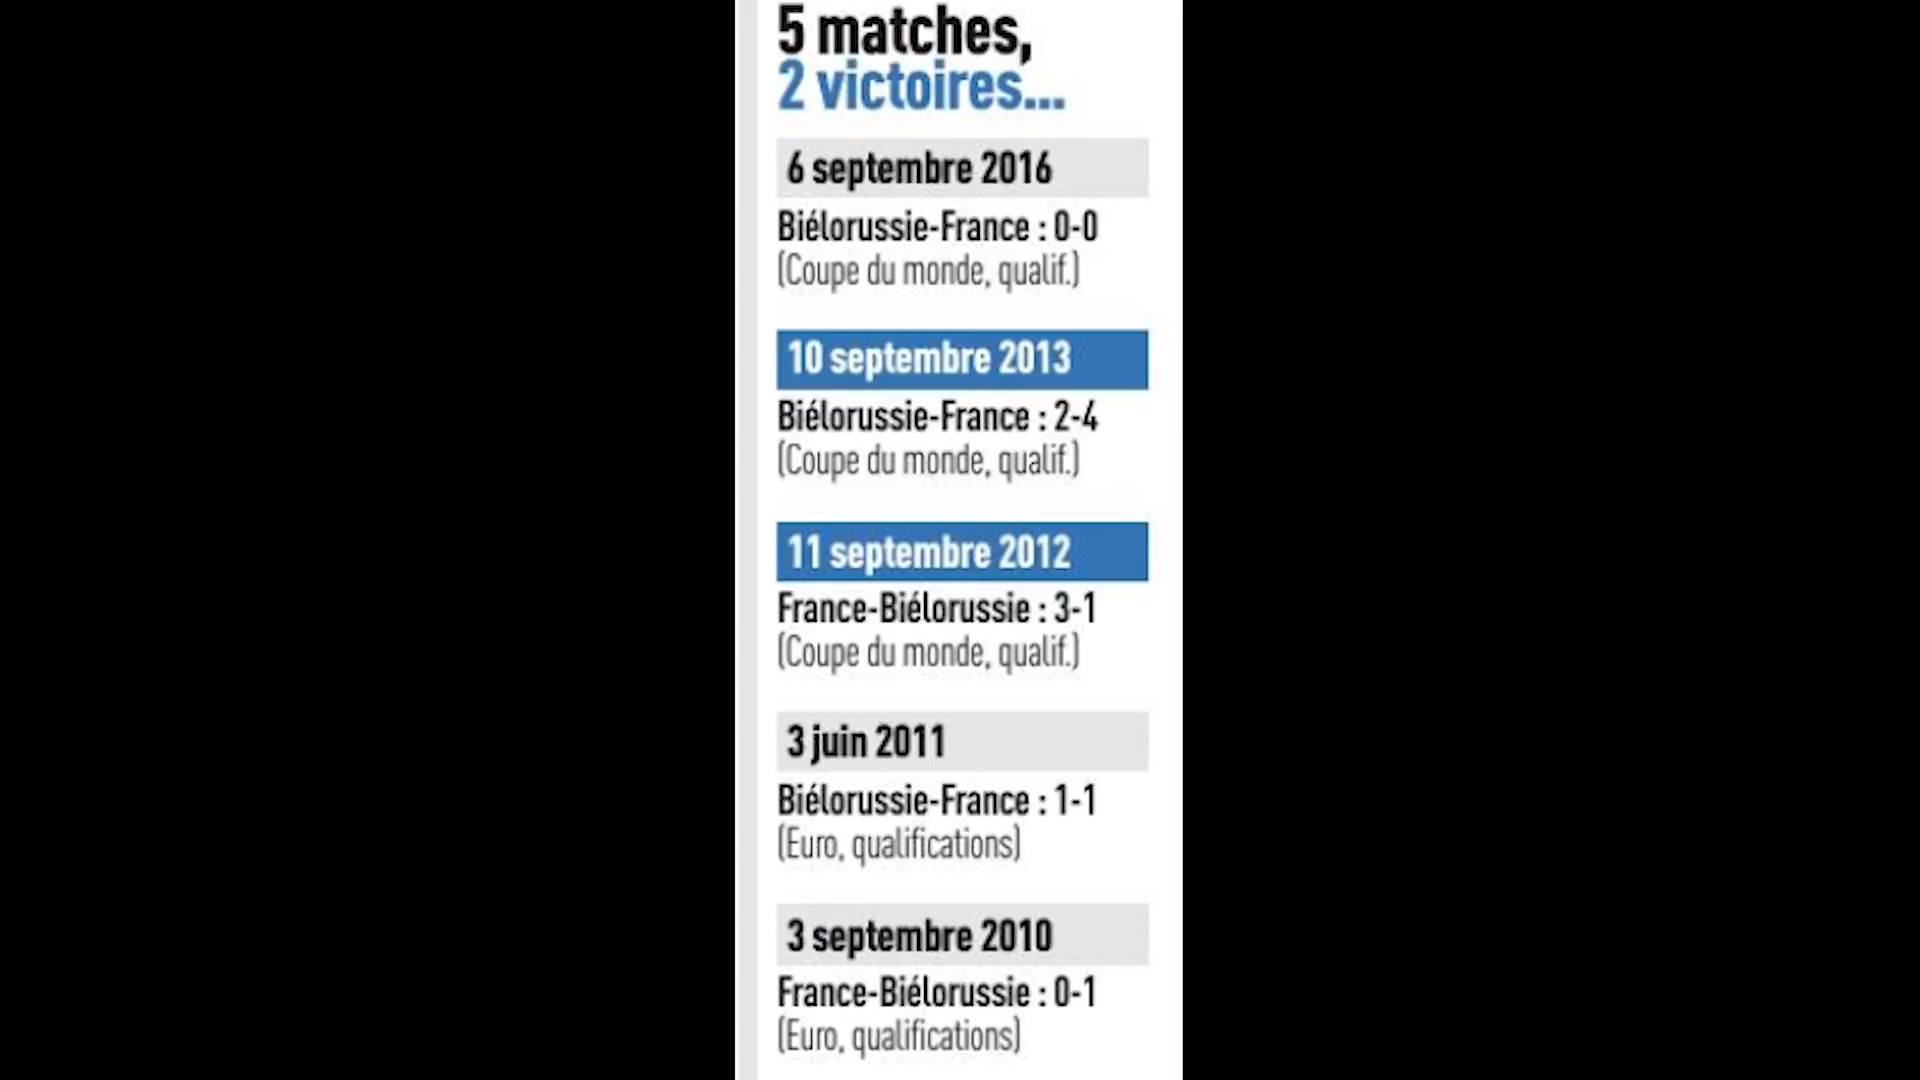 5 matches,
2 victoires...
6 septembre 2016
Biélorussie-France : 0-0
(Coupe du monde, qualif.)
10 septembre 2013
Biélorussie-France : 2-4
(Coupe du monde, qualif.)
11 septembre 2012
France-Biélorussie : 3-1
(Coupe du monde, qualif.)
3 juin 2011
Biélorussie-France : 1-1
(Euro, qualifications)
3 septembre 2010
France-Biélorussie : 0-1
(Euro, qualifications)